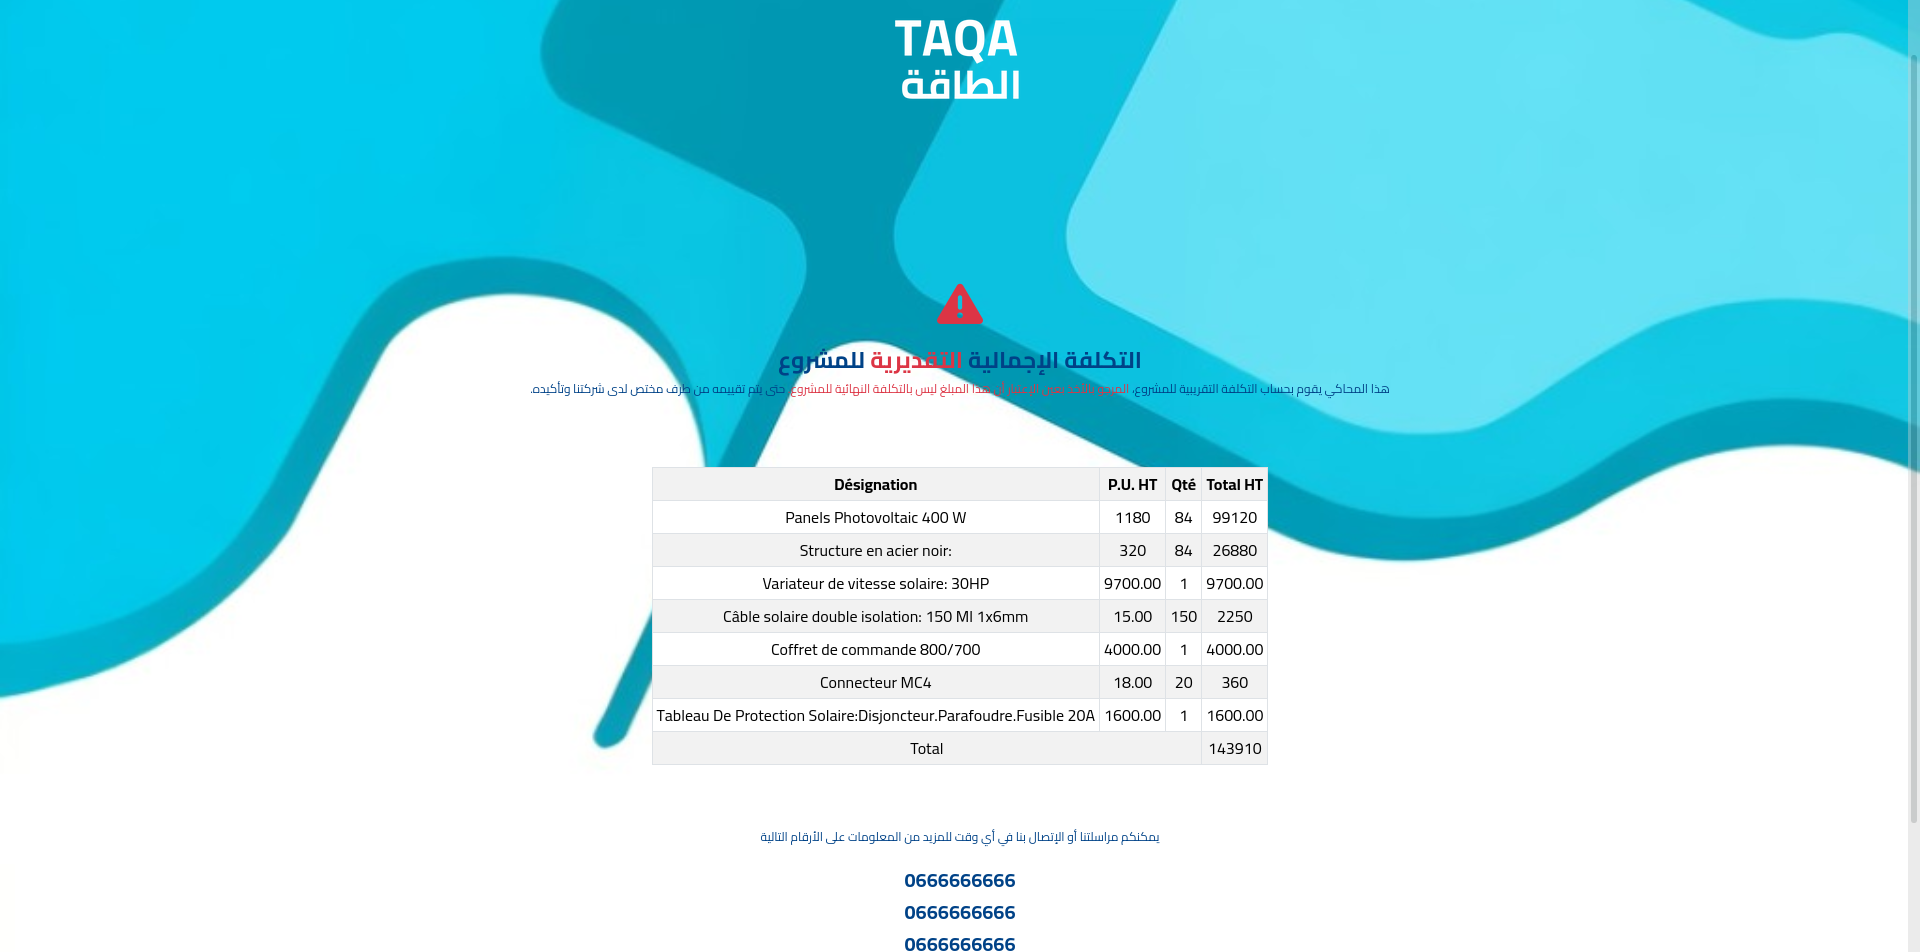 TAQA
الطاقة
التكلفة الإجمالية التقديرية للمشروع
هذا المحاكي يقوم بحساب التكلفة التقريبية للمشروع، المرجو الأخذ بعين الإعتبار أن هذا المبلغ ليس بالتكلفة النهائية للمشروع، حتى يتم تقييمه من طرف مختص لدى شركتنا وتأكيده.
Désignation P.U. HT Qté Total HT
Panels Photovoltaic 400 W 1180 84 99120
Structure en acier noir: 320 84 26880
Variateur de vitesse solaire: 30HP 9700.00 1 9700.00
Câble solaire double isolation: 150 Ml 1x6mm 15.00 150 2250
Coffret de commande 800/700 4000.00 1 4000.00
Connecteur MC4 18.00 20 360
Tableau De Protection Solaire:Disjoncteur.Parafoudre.Fusible 20A 1600.00 1 1600.00
Total 143910
يمكنكم مراسلتنا أو الإتصال بنا في أي وقت للمزيد من المعلومات على الأرقام التالية
0666666666
0666666666
0666666666